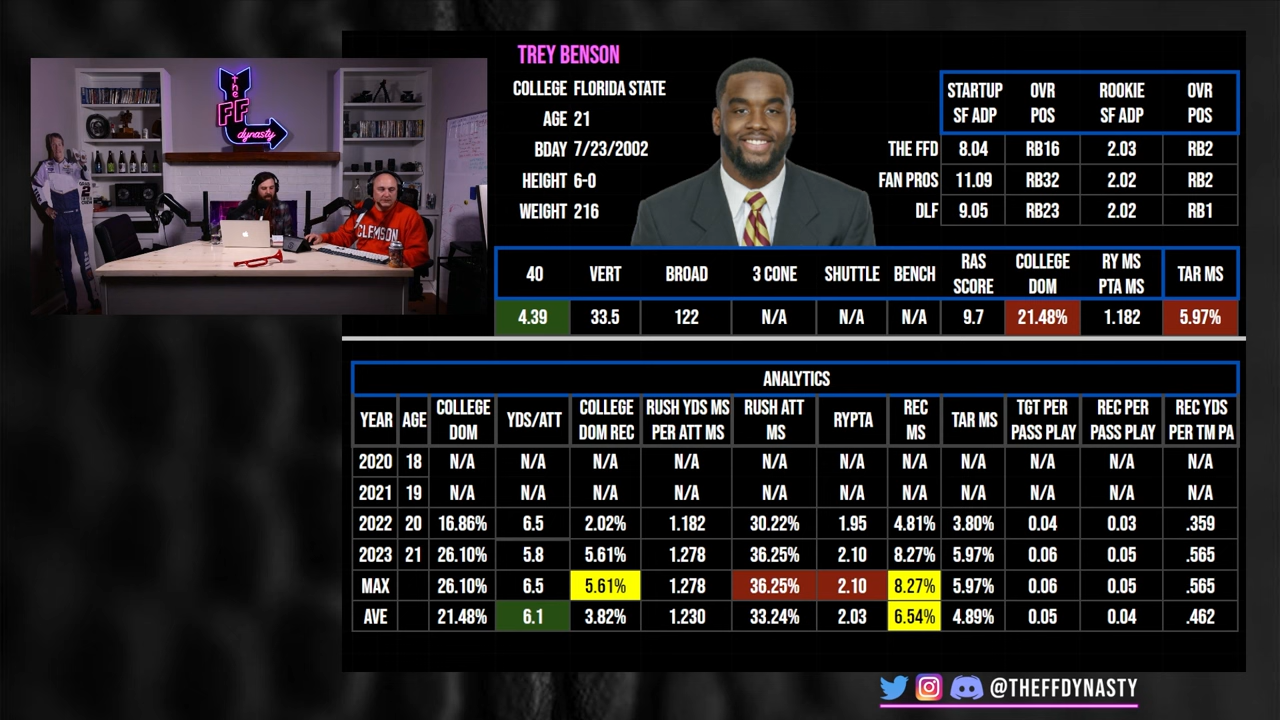 TREY BENSON
COLLEGE FLORIDA STATE
AGE 21
BDAY 7/23/2002
HEIGHT 6-0
WEIGHT 216
STARTUP SF ADP OVR POS ROOKIE SF ADP OVR POS
THE FFD 8.04 RB16 2.03 RB2
FAN PROS 11.09 RB32 2.02 RB2
DLF 9.05 RB23 2.02 RB1
the
FF
dynasty
CLEMSON
40 VERT BROAD 3 CONE SHUTTLE BENCH RAS SCORE COLLEGE DOM RY MS PTA MS TAR MS
4.39 33.5 122 N/A N/A N/A 9.7 21.48% 1.182 5.97%
ANALYTICS
YEAR AGE COLLEGE DOM YDS/ATT COLLEGE DOM REC RUSH YDS MS PER ATT MS RUSH ATT MS RYPTA REC MS TAR MS TGT PER PASS PLAY REC PER PASS PLAY REC YDS PER TM PA
2020 18 N/A N/A N/A N/A N/A N/A N/A N/A N/A N/A N/A
2021 19 N/A N/A N/A N/A N/A N/A N/A N/A N/A N/A N/A
2022 20 16.86% 6.5 2.02% 1.182 30.22% 1.95 4.81% 3.80% 0.04 0.03 .359
2023 21 26.10% 5.8 5.61% 1.278 36.25% 2.10 8.27% 5.97% 0.06 0.05 .565
MAX 26.10% 6.5 5.61% 1.278 36.25% 2.10 8.27% 5.97% 0.06 0.05 .565
AVE 21.48% 6.1 3.82% 1.230 33.24% 2.03 6.54% 4.89% 0.05 0.04 .462
@THEFFDYNASTY